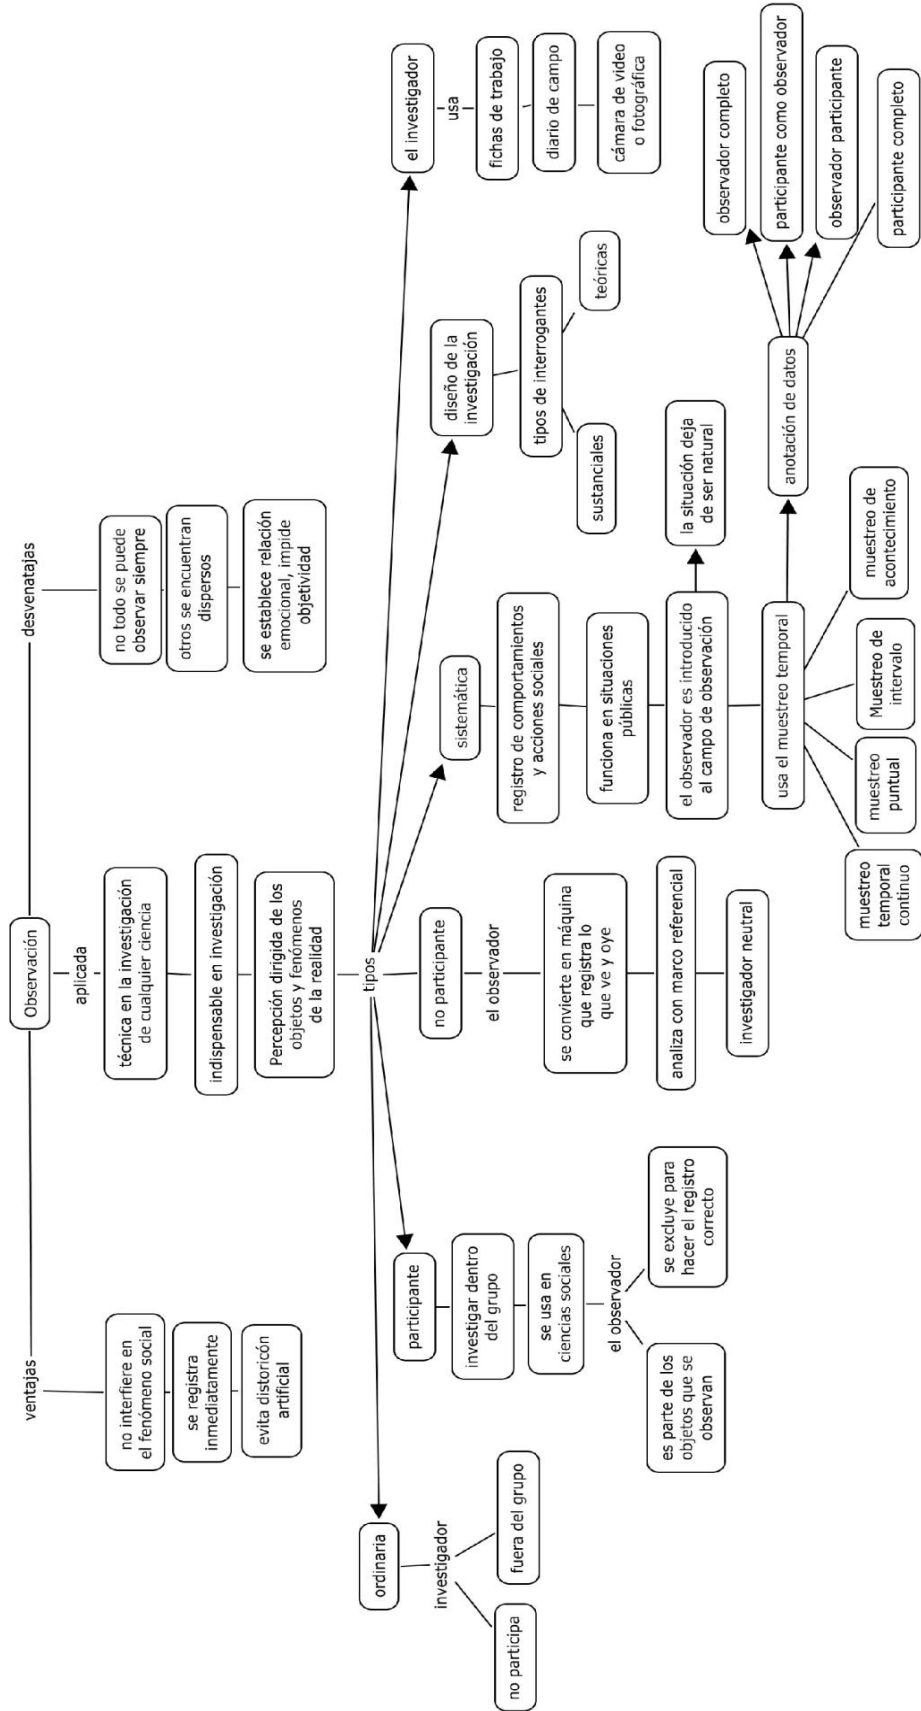 Observación
ventajas
aplicada
desvenatajas
no interfiere en
el fenómeno social
se registra
inmediatamente
evita distoricón
artificial
técnica en la investigación
de cualquier ciencia
indispensable en investigación
Percepción dirigida de los
objetos y fenómenos
de la realidad
no todo se puede
observar siempre
otros se encuentran
dispersos
se establece relación
emocional, impide
objetividad
tipos
ordinaria
investigador
no participa
fuera del grupo
participante
investigar dentro
del grupo
se usa en
ciencias sociales
el observador
es parte de los
objetos que se
observan
se excluye para
hacer el registro
correcto
no participante
el observador
se convierte en máquina
que registra lo
que ve y oye
analiza con marco referencial
investigador neutral
sistemática
registro de comportamientos
y acciones sociales
funciona en situaciones
públicas
el observador es introducido
al campo de observación
la situación deja
de ser natural
usa el muestreo temporal
muestreo
temporal
continuo
muestreo
puntual
Muestreo de
intervalo
muestreo de
acontecimiento
anotación de datos
observador completo
participante como observador
observador participante
participante completo
diseño de la
investigación
tipos de interrogantes
sustanciales
teóricas
el investigador
usa
fichas de trabajo
diario de campo
cámara de video
o fotográfica